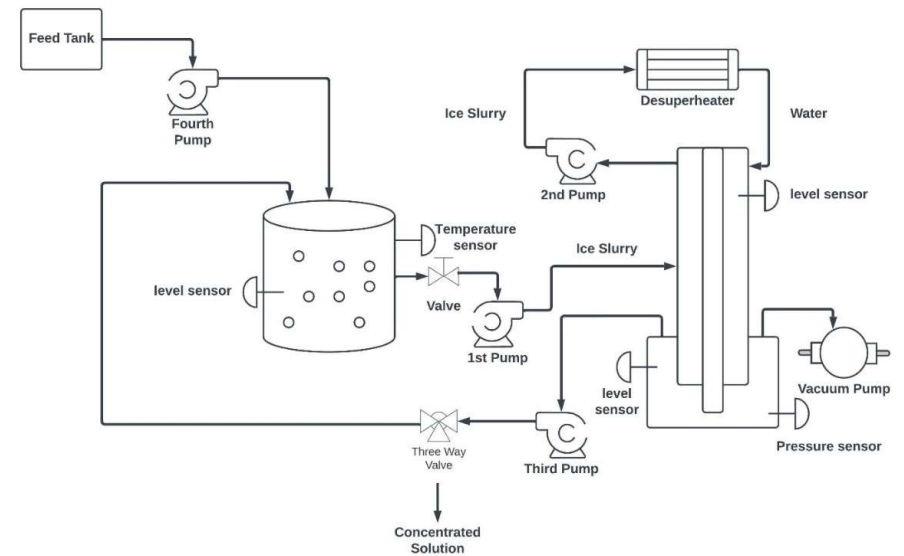 Feed Tank
Fourth
Pump
Ice Slurry
Desuperheater
Water
2nd Pump
level sensor
Temperature
sensor
Ice Slurry
level sensor
Valve
1st Pump
level
sensor
Vacuum Pump
Pressure sensor
Three Way
Valve
Third Pump
Concentrated
Solution